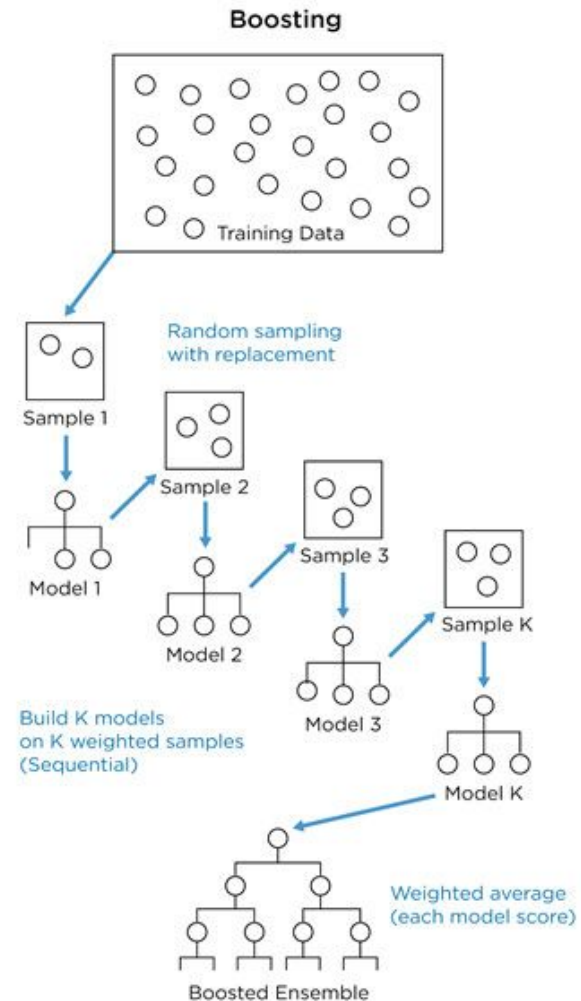 Boosting
Training Data
Random sampling
with replacement
Sample 1
Sample 2
Sample 3
Sample K
Model 1
Model 2
Model 3
Model K
Build K models
on K weighted samples
(Sequential)
Weighted average
(each model score)
Boosted Ensemble